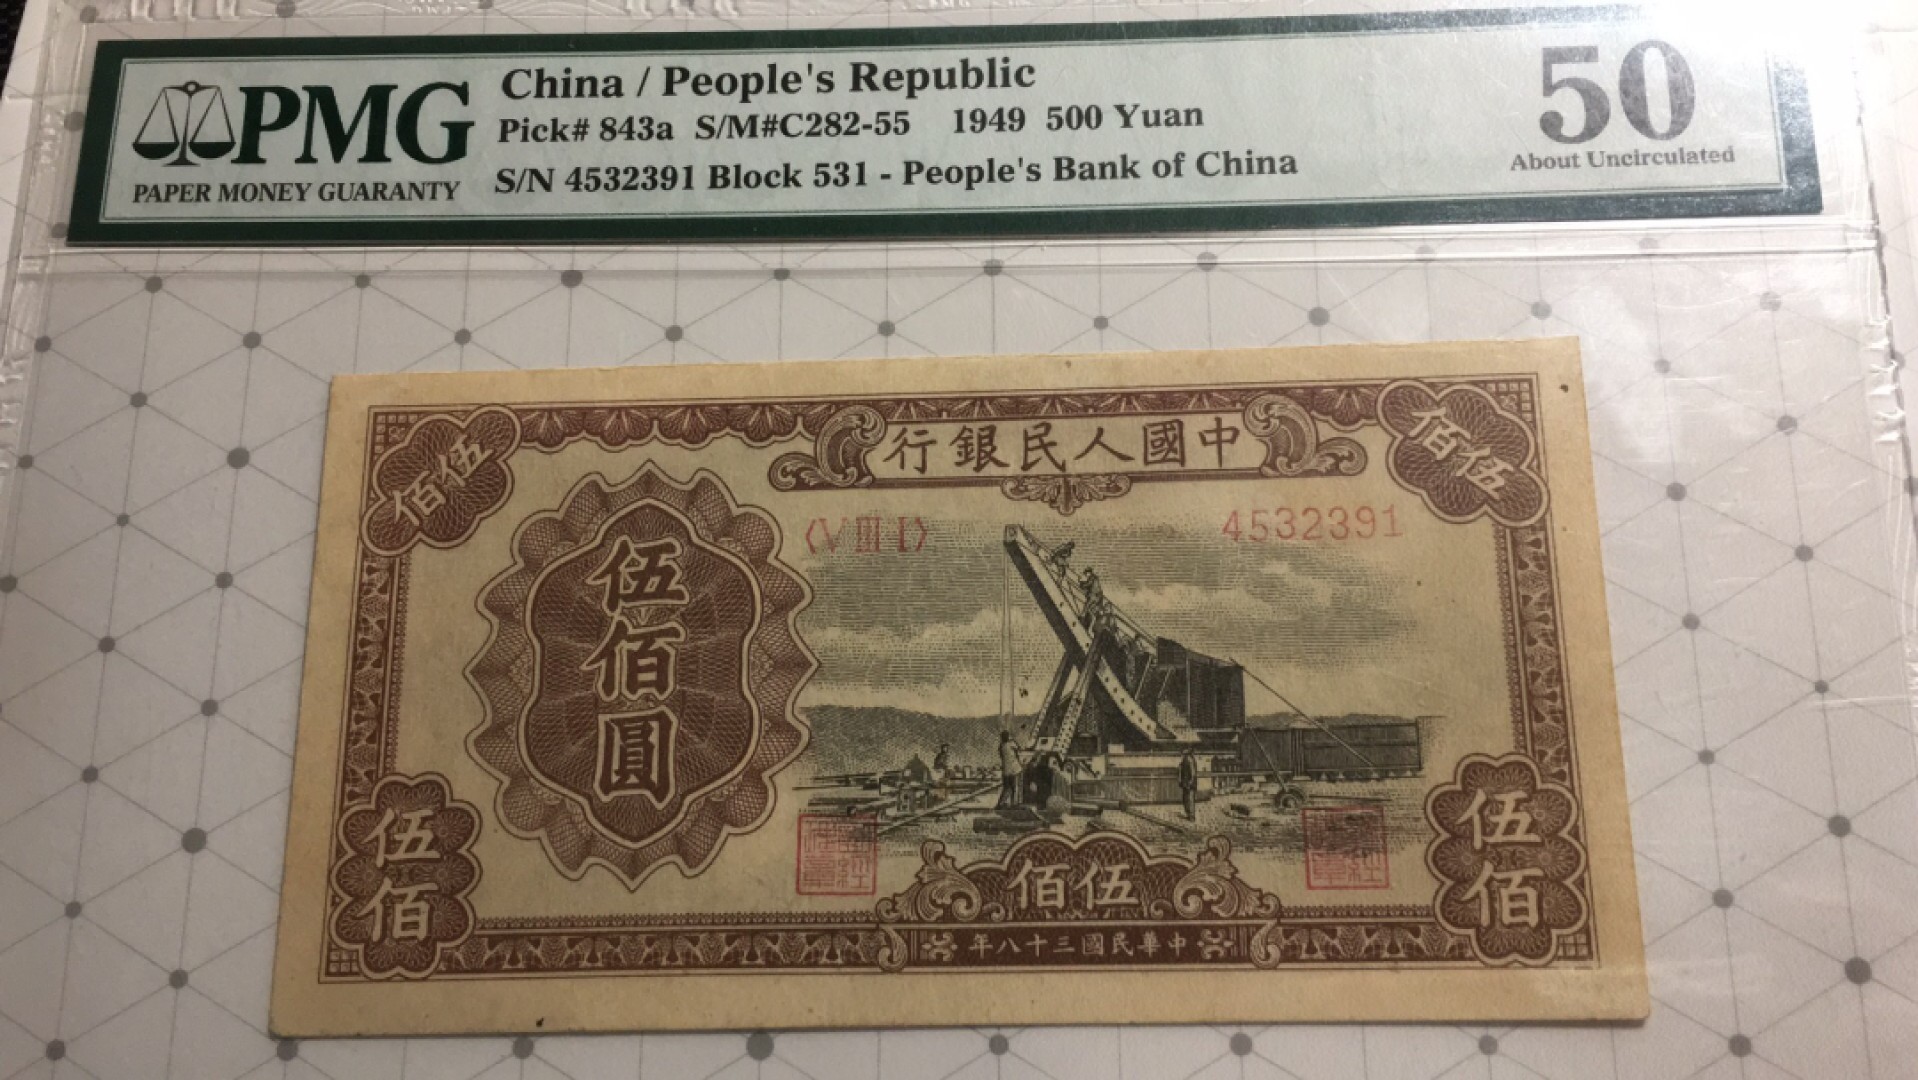 PMG
PAPER MONEY GUARANTY
China / People's Republic
Pick# 843a S/M#C282-55 1949 500 Yuan
S/N 4532391 Block 531 - People's Bank of China
50
About Uncirculated
行銀民人國中
佰伍
佰伍
〈V III I〉
4532391
伍佰圓
伍佰
佰伍
伍佰
年八十三國民華中